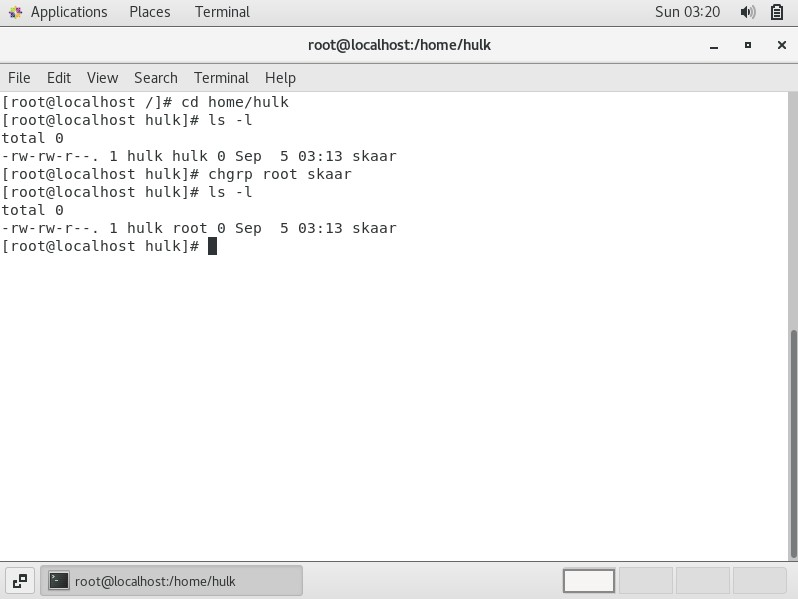 Applications Places Terminal Sun 03:20
root@localhost:/home/hulk
File Edit View Search Terminal Help
[root@localhost /]# cd home/hulk
[root@localhost hulk]# ls -l
total 0
-rw-rw-r--. 1 hulk hulk 0 Sep  5 03:13 skaar
[root@localhost hulk]# chgrp root skaar
[root@localhost hulk]# ls -l
total 0
-rw-rw-r--. 1 hulk root 0 Sep  5 03:13 skaar
[root@localhost hulk]#
root@localhost:/home/hulk